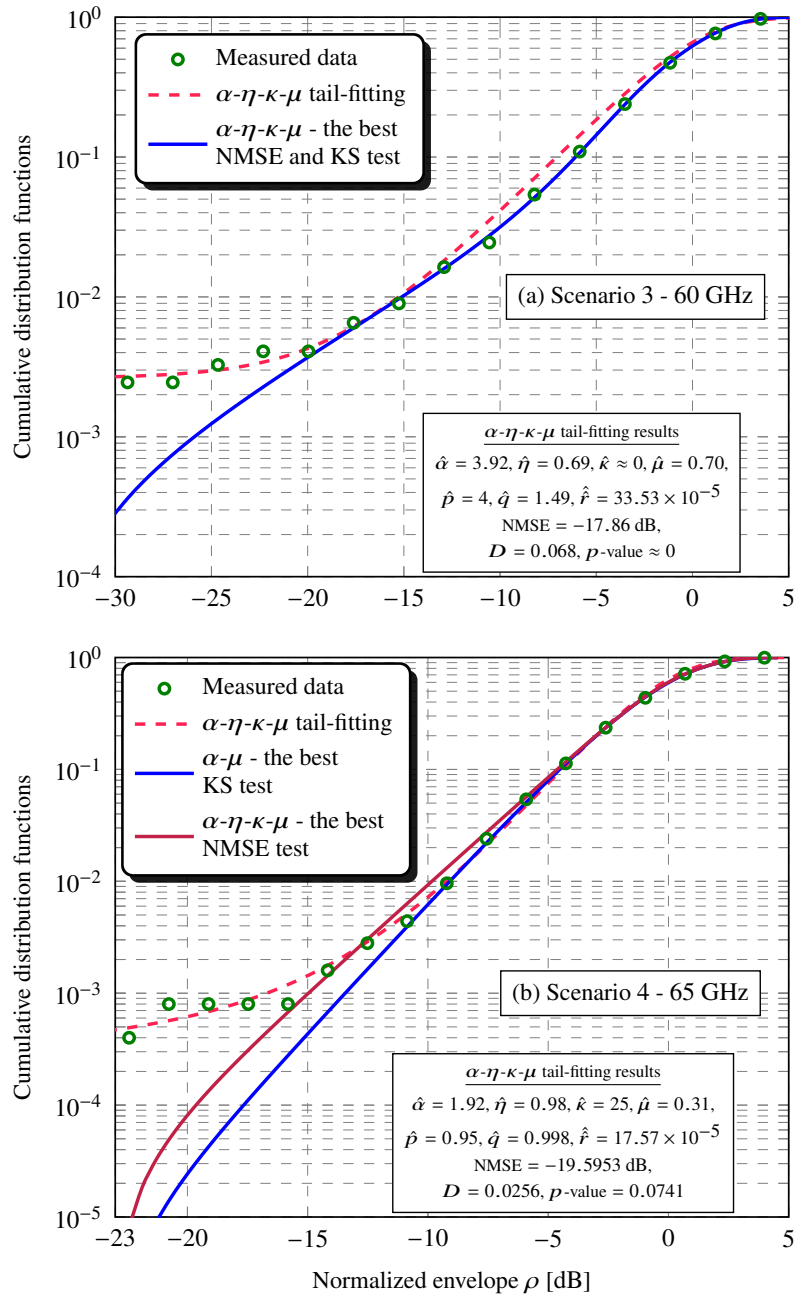 10⁰
10⁻¹
10⁻²
10⁻³
10⁻⁴
Cumulative distribution functions
Measured data
α-η-κ-μ tail-fitting
α-η-κ-μ - the best
NMSE and KS test
(a) Scenario 3 - 60 GHz
α-η-κ-μ tail-fitting results
α̂ = 3.92, η̂ = 0.69, κ̂ ≈ 0, μ̂ = 0.70,
p̂ = 4, q̂ = 1.49, r̂ = 33.53 × 10⁻⁵
NMSE = −17.86 dB,
D = 0.068, p-value ≈ 0
−30 −25 −20 −15 −10 −5 0 5
10⁰
10⁻¹
10⁻²
10⁻³
10⁻⁴
10⁻⁵
Cumulative distribution functions
Measured data
α-η-κ-μ tail-fitting
α-μ - the best
KS test
α-η-κ-μ - the best
NMSE test
(b) Scenario 4 - 65 GHz
α-η-κ-μ tail-fitting results
α̂ = 1.92, η̂ = 0.98, κ̂ = 25, μ̂ = 0.31,
p̂ = 0.95, q̂ = 0.998, r̂̂ = 17.57 × 10⁻⁵
NMSE = −19.5953 dB,
D = 0.0256, p-value = 0.0741
−23 −20 −15 −10 −5 0 5
Normalized envelope ρ [dB]